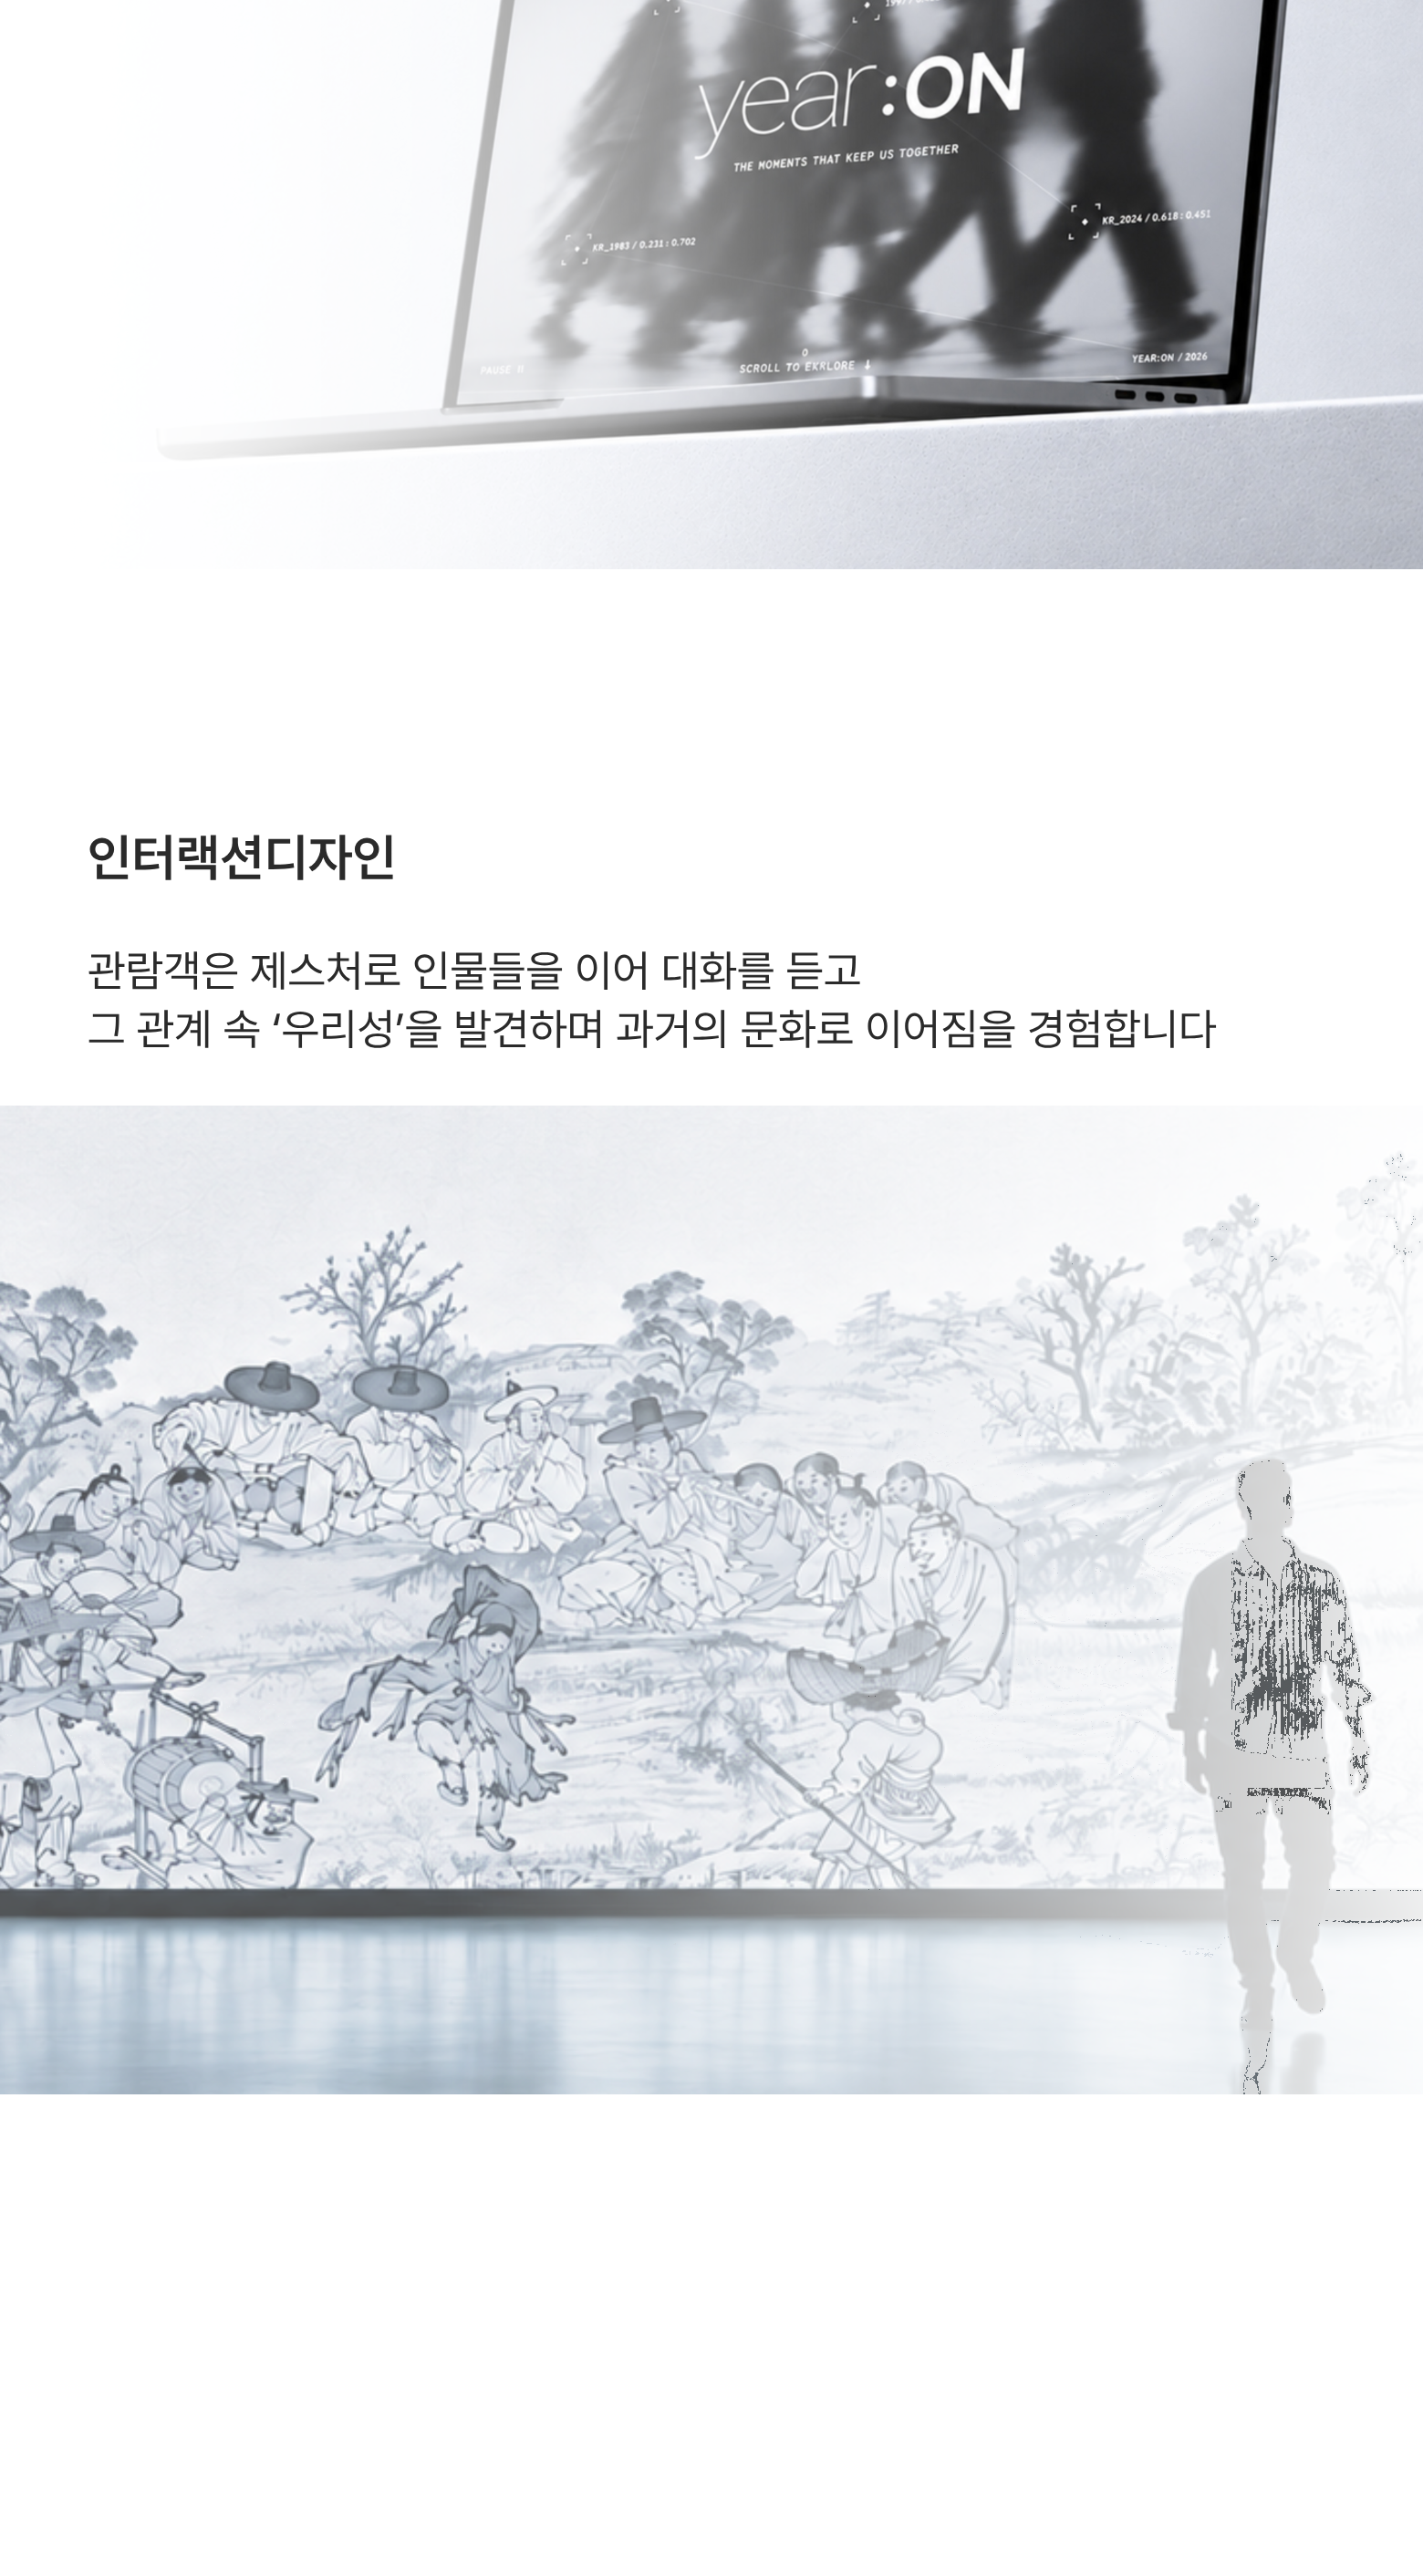 year:ON
THE MOMENTS THAT KEEP US TOGETHER
KR_2024 / 0.618 : 0.451
KR_1983 / 0.231 : 0.702
0
PAUSE II
SCROLL TO EKRLORE ↓
YEAR:ON / 2026
인터랙션디자인
관람객은 제스처로 인물들을 이어 대화를 듣고
그 관계 속 ‘우리성’을 발견하며 과거의 문화로 이어짐을 경험합니다